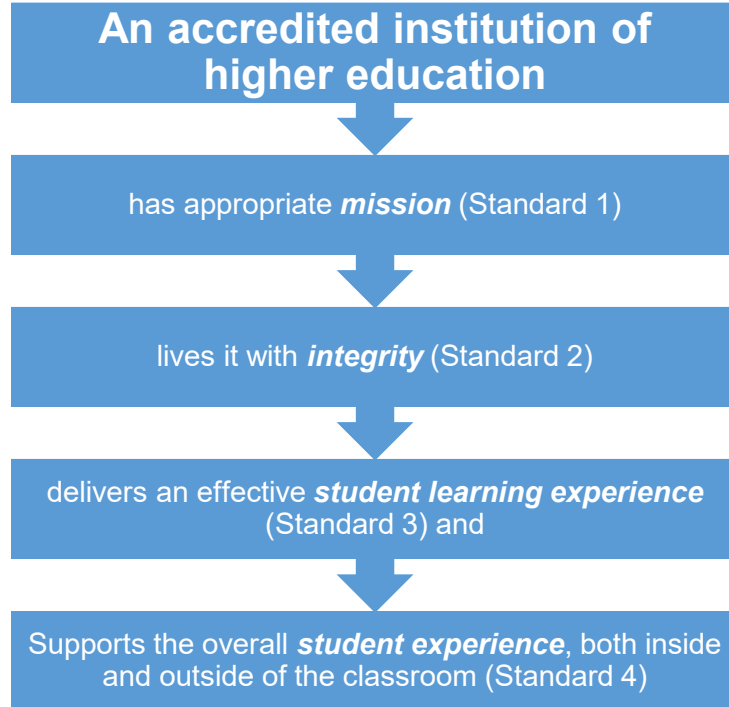 An accredited institution of
higher education
has appropriate mission (Standard 1)
lives it with integrity (Standard 2)
delivers an effective student learning experience
(Standard 3) and
Supports the overall student experience, both inside
and outside of the classroom (Standard 4)